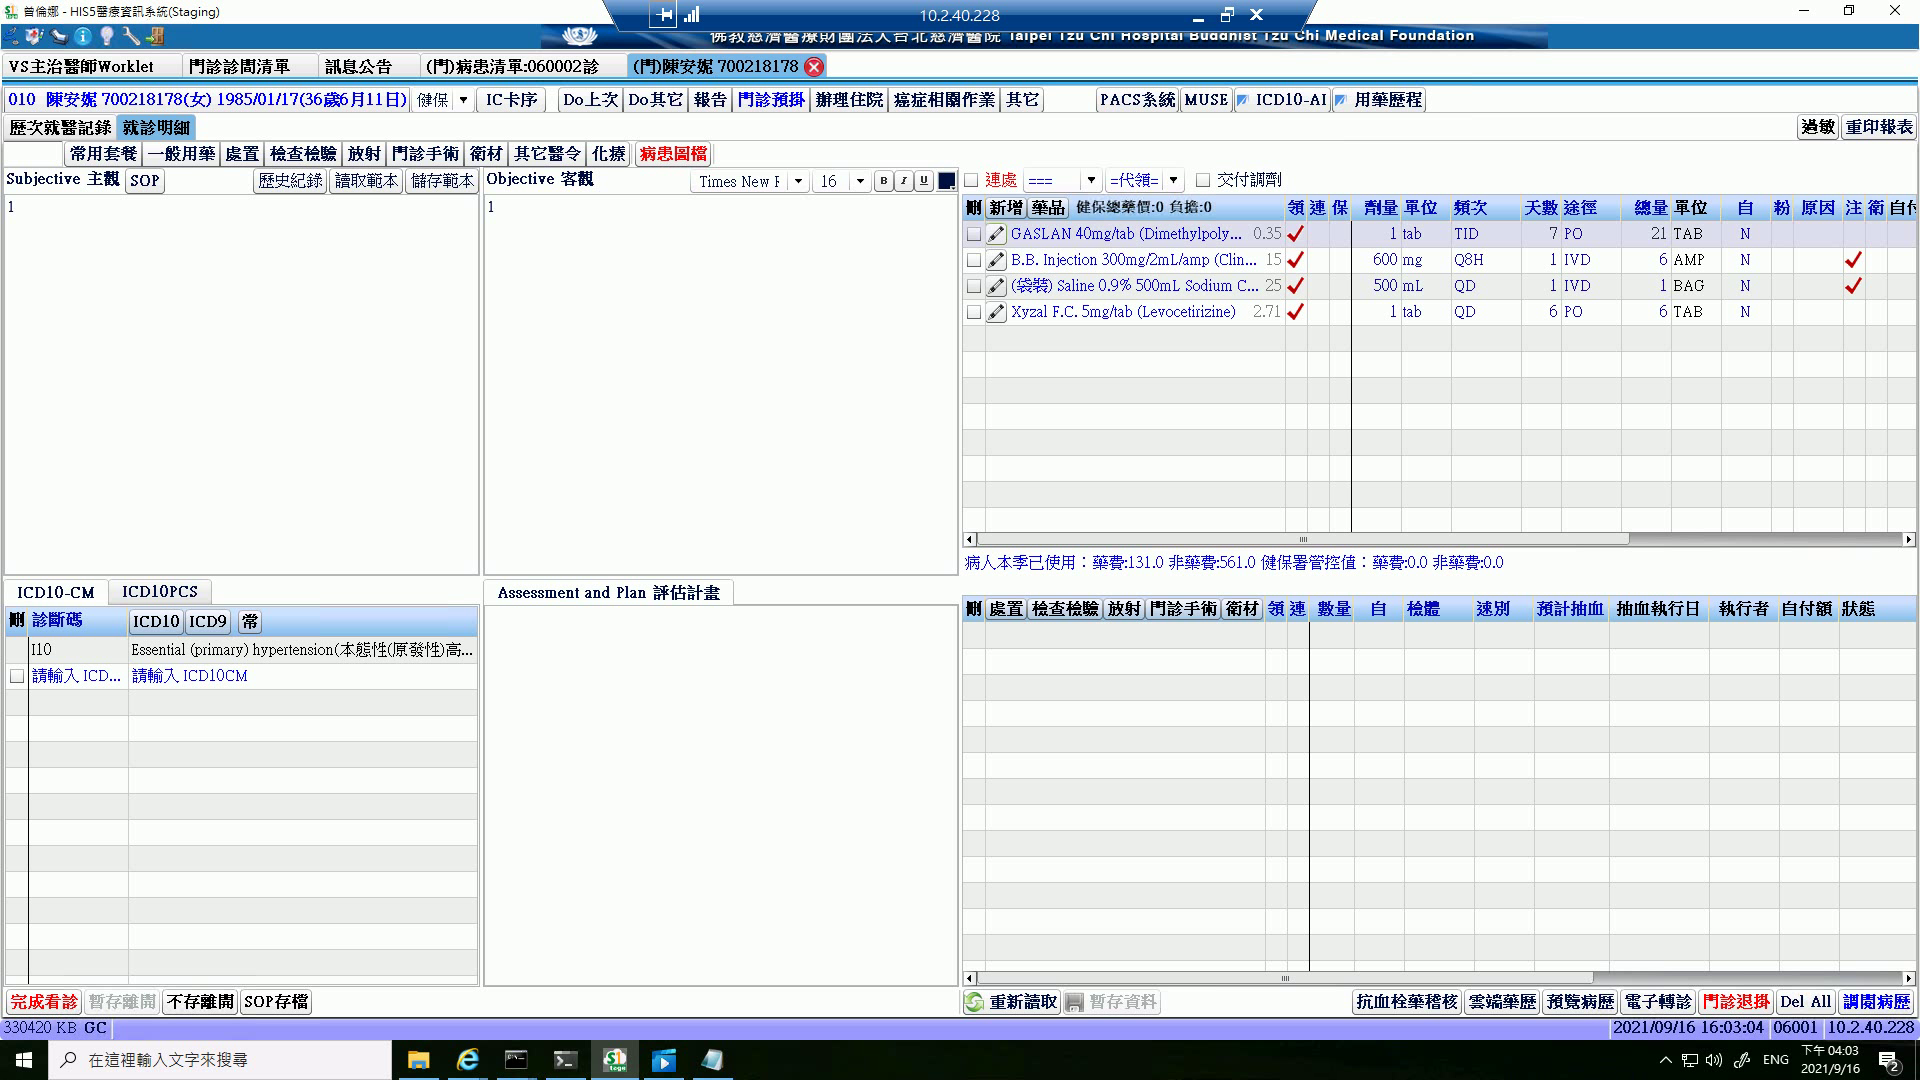 曾倫娜 - HIS5醫療資訊系統(Staging)
10.2.40.228
佛教慈濟醫療財團法人台北慈濟醫院 Taipei Tzu Chi Hospital Buddhist Tzu Chi Medical Foundation
VS主治醫師Worklet 門診診間清單 訊息公告 (門)病患清單:060002診 (門)陳安妮 700218178
010 陳安妮 700218178(女) 1985/01/17(36歲6月11日) 健保 IC卡序 Do上次 Do其它 報告 門診預掛 辦理住院 癌症相關作業 其它 PACS系統 MUSE ICD10-AI 用藥歷程
歷次就醫記錄 就診明細 過敏 重印報表
常用套餐 一般用藥 處置 檢查檢驗 放射 門診手術 衛材 其它醫令 化療 病患圖檔
Subjective 主觀 SOP 歷史紀錄 讀取範本 儲存範本
1
Objective 客觀 Times New F 16 B I U
1
連處 === =代領= 交付調劑
刪 新增 藥品 健保總藥價:0 負擔:0 領 連 保 劑量 單位 頻次 天數 途徑 總量 單位 自 粉 原因 注 衛 自付
GASLAN 40mg/tab (Dimethylpoly... 0.35 1 tab TID 7 PO 21 TAB N
B.B. Injection 300mg/2mL/amp (Clin... 15 600 mg Q8H 1 IVD 6 AMP N
(袋裝) Saline 0.9% 500mL Sodium C... 25 500 mL QD 1 IVD 1 BAG N
Xyzal F.C. 5mg/tab (Levocetirizine) 2.71 1 tab QD 6 PO 6 TAB N
病人本季已使用：藥費:131.0 非藥費:561.0 健保署管控值：藥費:0.0 非藥費:0.0
ICD10-CM ICD10PCS
刪 診斷碼 ICD10 ICD9 常
I10 Essential (primary) hypertension(本態性(原發性)高...
請輸入 ICD... 請輸入 ICD10CM
Assessment and Plan 評估計畫
刪 處置 檢查檢驗 放射 門診手術 衛材 領 連 數量 自 檢體 速別 預計抽血 抽血執行日 執行者 自付額 狀態
完成看診 暫存離開 不存離開 SOP存檔
重新讀取 暫存資料 抗血栓藥稽核 雲端藥歷 預覽病歷 電子轉診 門診退掛 Del All 調閱病歷
330420 KB GC 2021/09/16 16:03:04 06001 10.2.40.228
在這裡輸入文字來搜尋
ENG
下午 04:03
2021/9/16
2